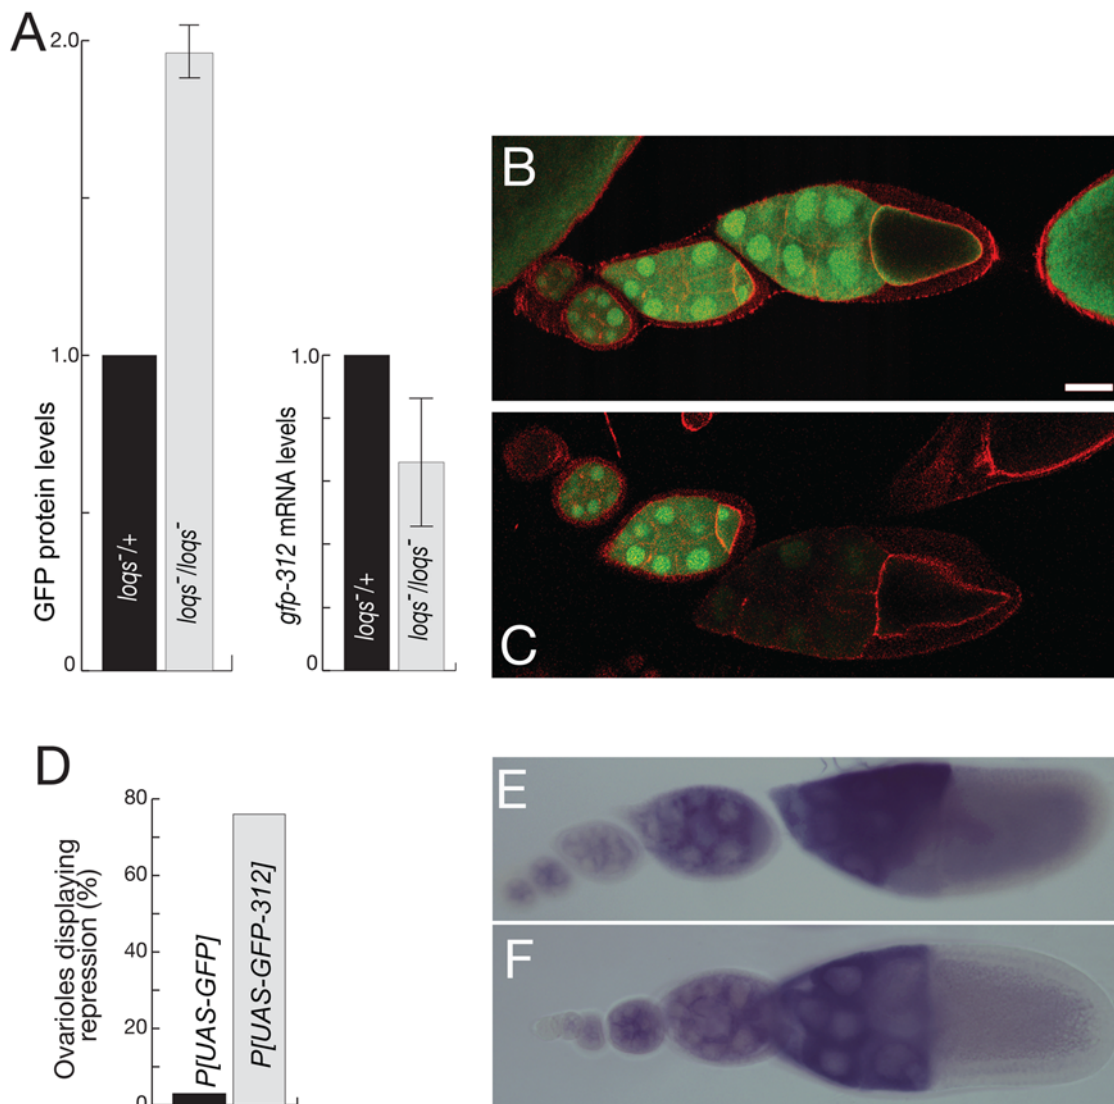 A
2.0
1.0
0
GFP protein levels
loqs⁻/+
loqs⁻/loqs⁻
1.0
0
gfp-312 mRNA levels
loqs⁻/+
loqs⁻/loqs⁻
B
C
D
80
60
40
20
0
Ovarioles displaying
repression (%)
P[UAS-GFP]
P[UAS-GFP-312]
E
F